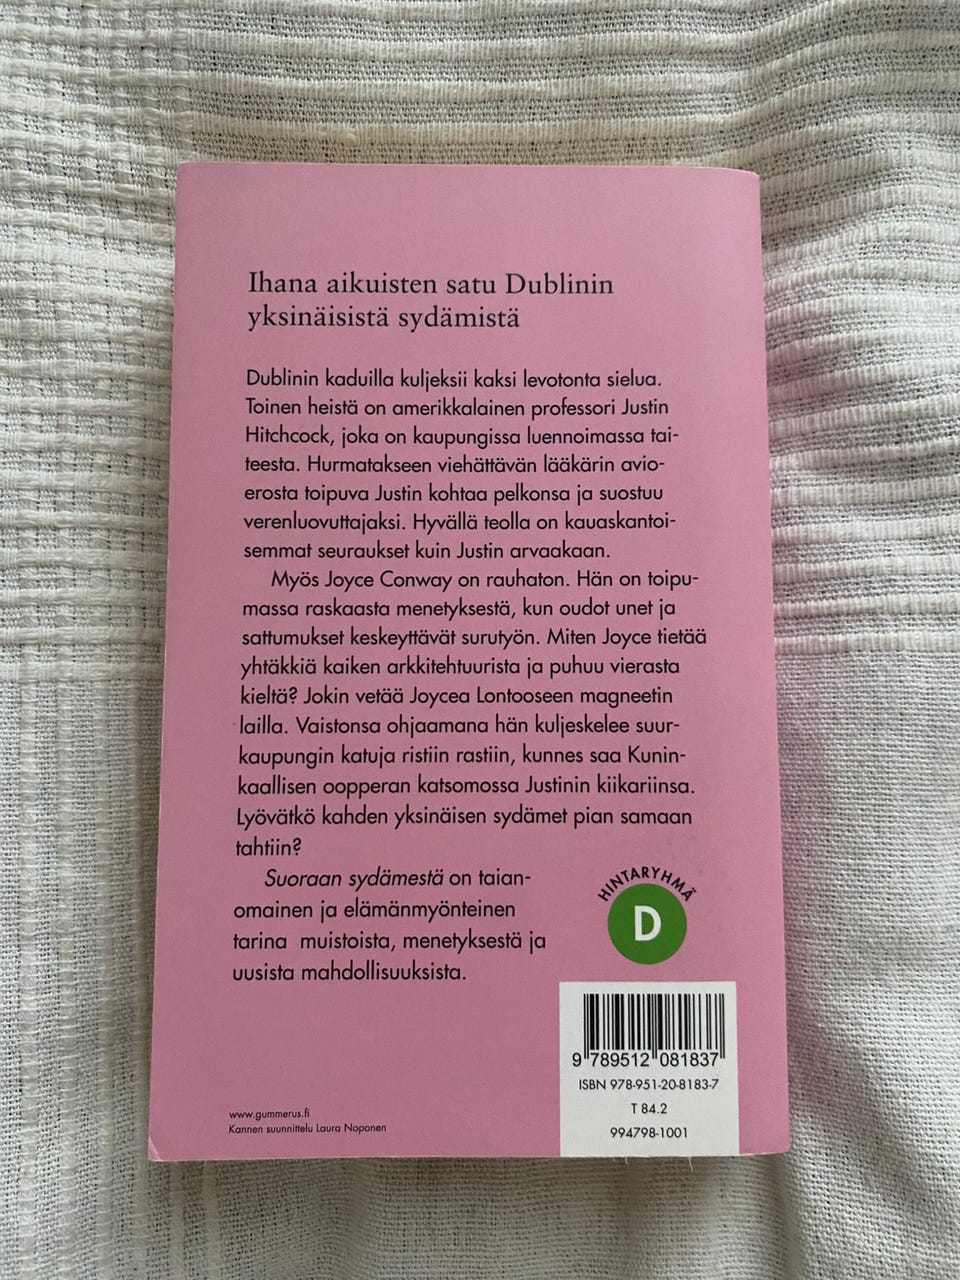 Ihana aikuisten satu Dublinin
yksinäisistä sydämistä
Dublinin kaduilla kuljeksii kaksi levotonta sielua.
Toinen heistä on amerikkalainen professori Justin
Hitchcock, joka on kaupungissa luennoimassa tai-
teesta. Hurmatakseen viehättävän lääkärin avio-
erosta toipuva Justin kohtaa pelkonsa ja suostuu
verenluovuttajaksi. Hyvällä teolla on kauaskantoi-
semmat seuraukset kuin Justin arvaakaan.
Myös Joyce Conway on rauhaton. Hän on toipu-
massa raskaasta menetyksestä, kun oudot unet ja
sattumukset keskeyttävät surutyön. Miten Joyce tietää
yhtäkkiä kaiken arkkitehtuurista ja puhuu vierasta
kieltä? Jokin vetää Joycea Lontooseen magneetin
lailla. Vaistonsa ohjaamana hän kuljeskelee suur-
kaupungin katuja ristiin rastiin, kunnes saa Kunin-
kaallisen oopperan katsomossa Justinin kiikariinsa.
Lyövätkö kahden yksinäisen sydämet pian samaan
tahtiin?
Suoraan sydämestä on taian-
omainen ja elämänmyönteinen
tarina muistoista, menetyksestä ja
uusista mahdollisuuksista.
HINTARYHMÄ
D
9 789512 081837
ISBN 978-951-20-8183-7
T 84.2
994798-1001
www.gummerus.fi
Kannen suunnittelu Laura Noponen